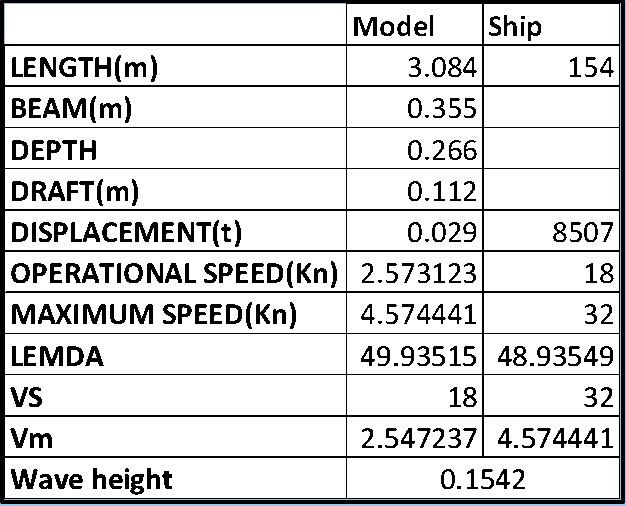 Model Ship
LENGTH(m) 3.084 154
BEAM(m) 0.355
DEPTH 0.266
DRAFT(m) 0.112
DISPLACEMENT(t) 0.029 8507
OPERATIONAL SPEED(Kn) 2.573123 18
MAXIMUM SPEED(Kn) 4.574441 32
LEMDA 49.93515 48.93549
VS 18 32
Vm 2.547237 4.574441
Wave height 0.1542